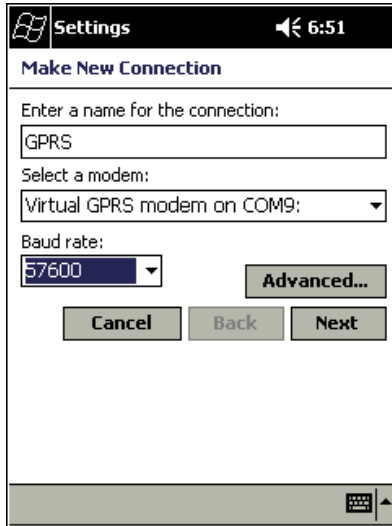 Settings 6:51
Make New Connection
Enter a name for the connection:
GPRS
Select a modem:
Virtual GPRS modem on COM9:
Baud rate:
57600
Advanced...
Cancel Back Next